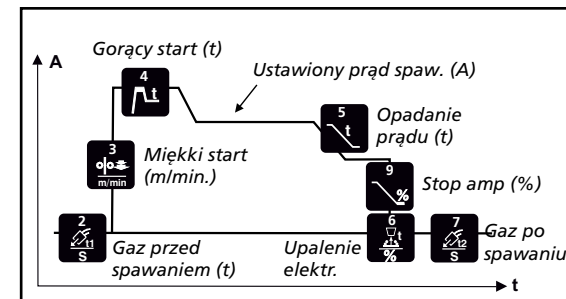 Gorący start (t)
A
4
t
Ustawiony prąd spaw. (A)
5
t
Opadanie
prądu (t)
3
m/min
Miękki start
(m/min.)
9
%
Stop amp (%)
2
t1
S
Gaz przed
spawaniem (t)
Upalenie
elektr.
6
t
%
7
t2
S
Gaz po
spawaniu
t